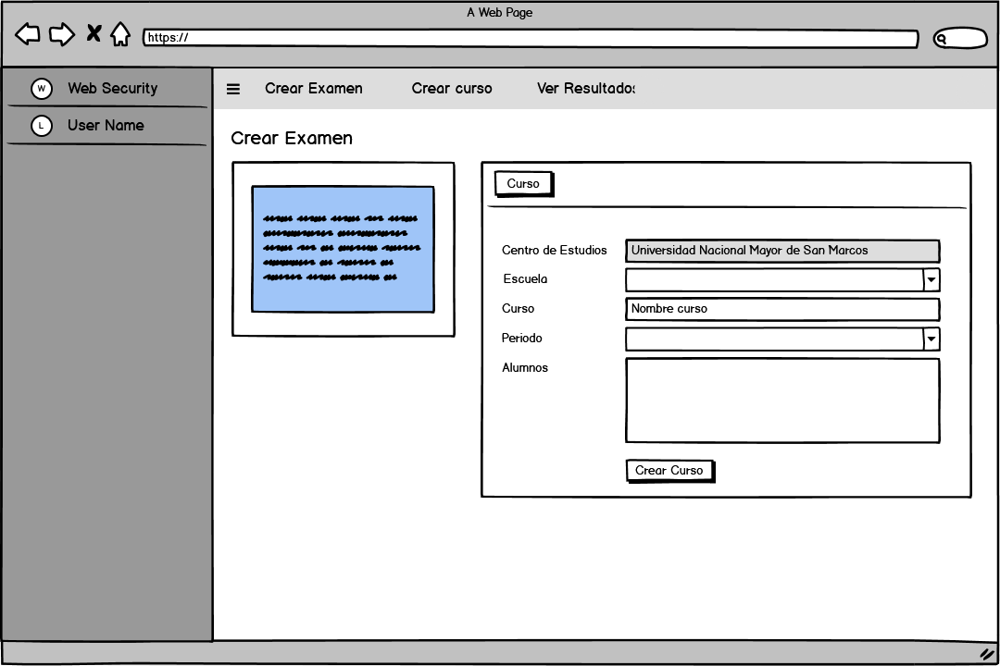 A Web Page
https://
W Web Security
L User Name
Crear Examen Crear curso Ver Resultados
Crear Examen
Curso
Centro de Estudios Universidad Nacional Mayor de San Marcos
Escuela
Curso Nombre curso
Periodo
Alumnos
Crear Curso